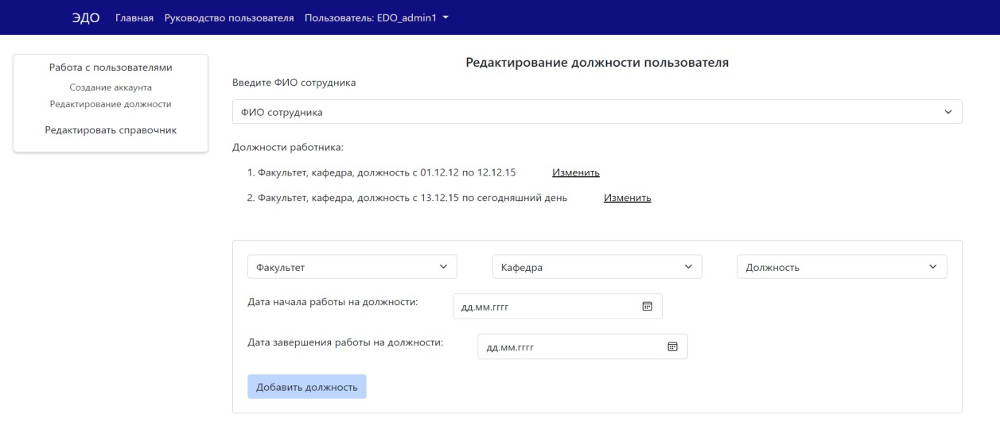 ЭДО Главная Руководство пользователя Пользователь: EDO_admin1
Работа с пользователями
Создание аккаунта
Редактирование должности
Редактировать справочник
Редактирование должности пользователя
Введите ФИО сотрудника
ФИО сотрудника
Должности работника:
1. Факультет, кафедра, должность с 01.12.12 по 12.12.15 Изменить
2. Факультет, кафедра, должность с 13.12.15 по сегодняшний день Изменить
Факультет Кафедра Должность
Дата начала работы на должности: дд.мм.гггг
Дата завершения работы на должности: дд.мм.гггг
Добавить должность